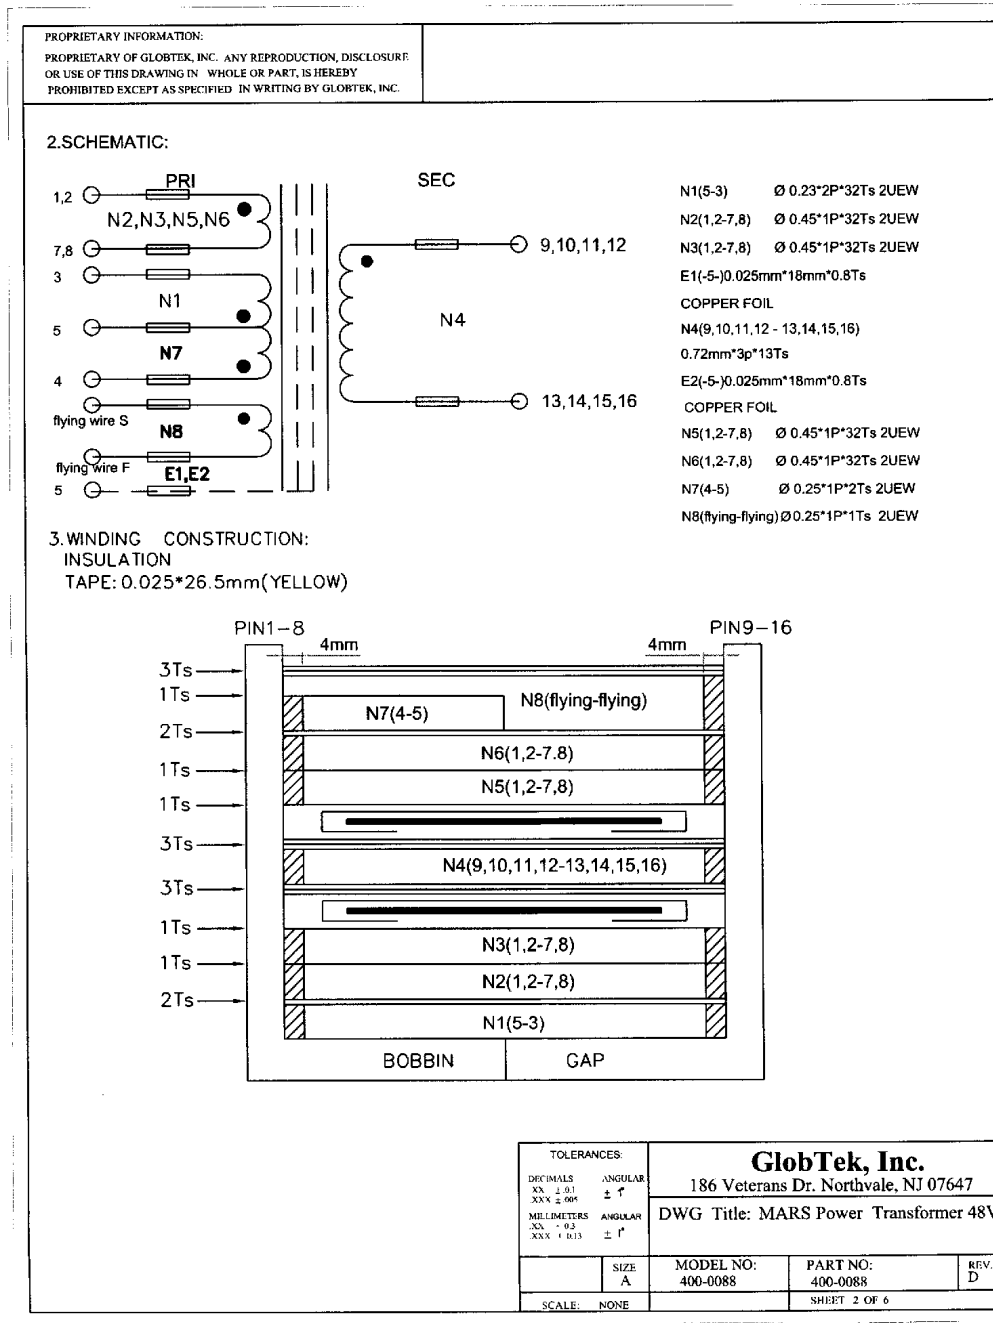 PROPRIETARY INFORMATION:
PROPRIETARY OF GLOBTEK, INC. ANY REPRODUCTION, DISCLOSURE
OR USE OF THIS DRAWING IN WHOLE OR PART, IS HEREBY
PROHIBITED EXCEPT AS SPECIFIED IN WRITING BY GLOBTEK, INC.
2.SCHEMATIC:
PRI
SEC
1,2
N2,N3,N5,N6
7,8
3
N1
5
N7
4
flying wire S
N8
flying wire F
E1,E2
5
9,10,11,12
N4
13,14,15,16
N1(5-3) Ø 0.23*2P*32Ts 2UEW
N2(1,2-7,8) Ø 0.45*1P*32Ts 2UEW
N3(1,2-7,8) Ø 0.45*1P*32Ts 2UEW
E1(-5-)0.025mm*18mm*0.8Ts
COPPER FOIL
N4(9,10,11,12 - 13,14,15,16)
0.72mm*3p*13Ts
E2(-5-)0.025mm*18mm*0.8Ts
COPPER FOIL
N5(1,2-7,8) Ø 0.45*1P*32Ts 2UEW
N6(1,2-7,8) Ø 0.45*1P*32Ts 2UEW
N7(4-5) Ø 0.25*1P*2Ts 2UEW
N8(flying-flying) Ø 0.25*1P*1Ts 2UEW
3.WINDING CONSTRUCTION:
INSULATION
TAPE: 0.025*26.5mm(YELLOW)
PIN1-8
PIN9-16
4mm
4mm
3Ts
1Ts
N8(flying-flying)
N7(4-5)
2Ts
N6(1,2-7.8)
1Ts
N5(1,2-7,8)
1Ts
3Ts
N4(9,10,11,12-13,14,15,16)
3Ts
1Ts
N3(1,2-7,8)
1Ts
N2(1,2-7,8)
2Ts
N1(5-3)
BOBBIN
GAP
TOLERANCES:
DECIMALS ANGULAR
.XX ± .01 ± 1°
.XXX ± .005
MILLIMETERS ANGULAR
.XX 0.3 ± 1°
.XXX 0.13
GlobTek, Inc.
186 Veterans Dr. Northvale, NJ 07647
DWG Title: MARS Power Transformer 48V
SIZE
A
MODEL NO:
400-0088
PART NO:
400-0088
REV.
D
SCALE: NONE
SHEET 2 OF 6